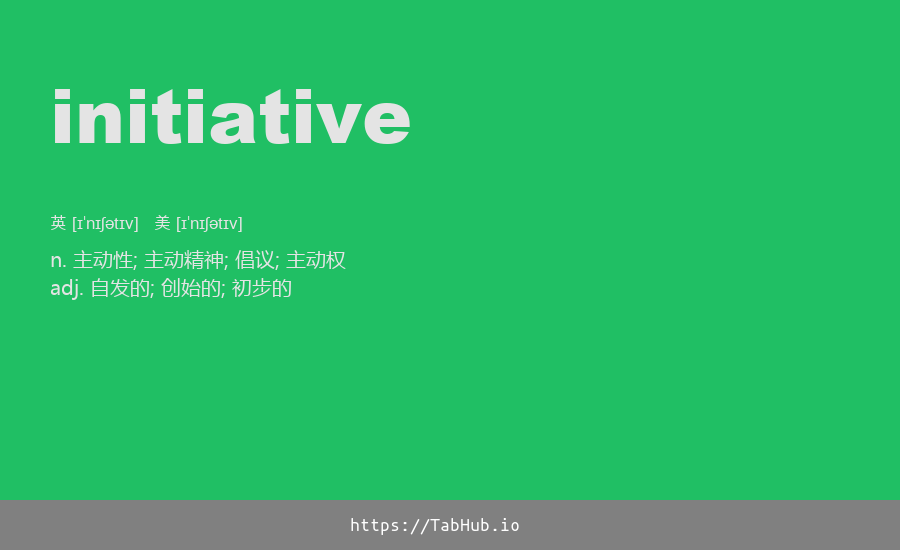 initiative
英 [ɪˈnɪʃətɪv] 美 [ɪˈnɪʃətɪv]
n. 主动性; 主动精神; 倡议; 主动权
adj. 自发的; 创始的; 初步的
https://TabHub.io